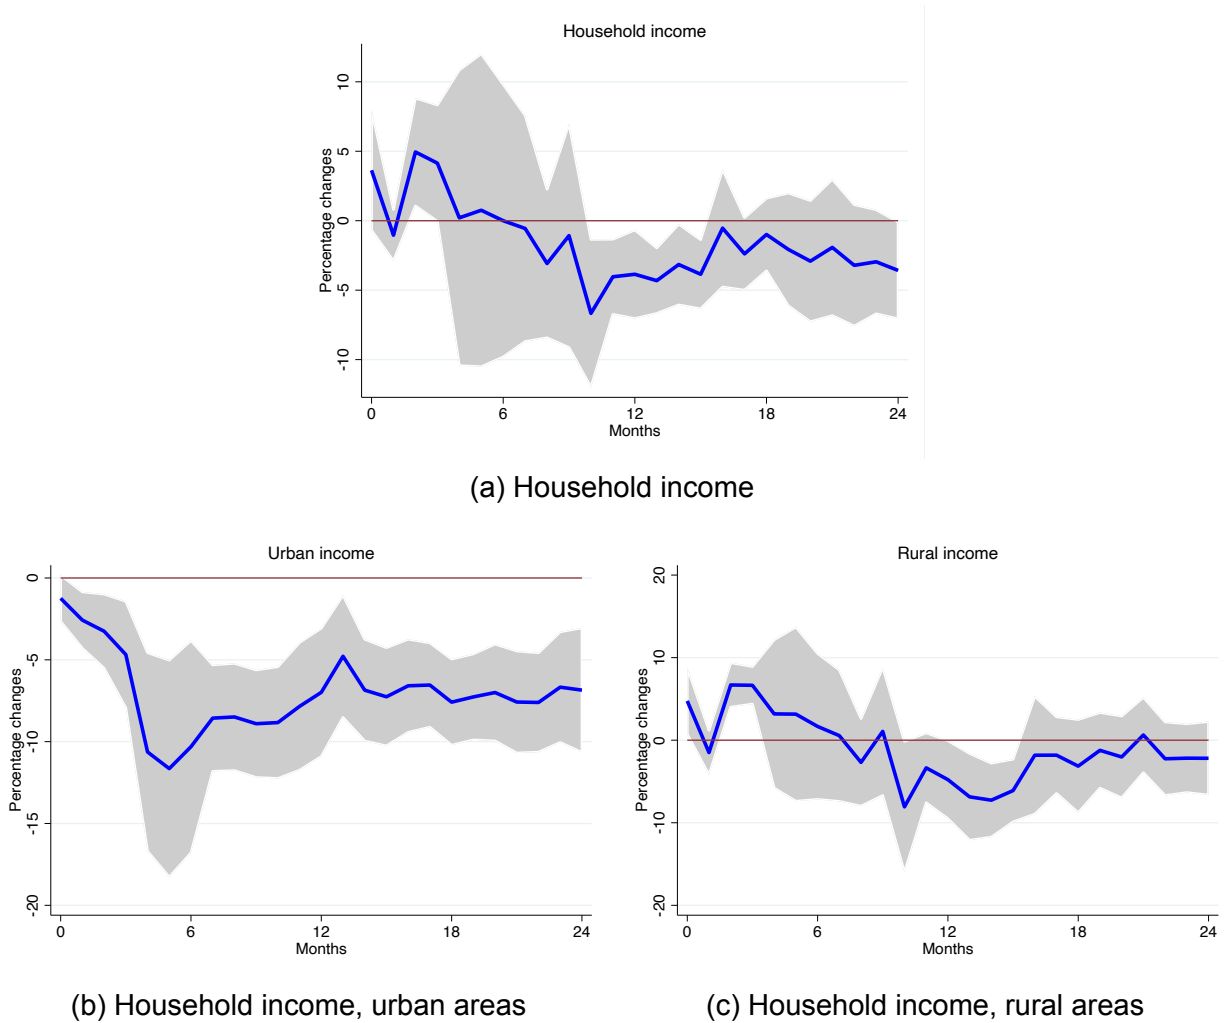 Household income
Percentage changes
10
5
0
-5
-10
0 6 12 18 24
Months
(a) Household income
Urban income
Percentage changes
0
-5
-10
-15
-20
0 6 12 18 24
Months
(b) Household income, urban areas
Rural income
Percentage changes
20
10
0
-10
-20
0 6 12 18 24
Months
(c) Household income, rural areas